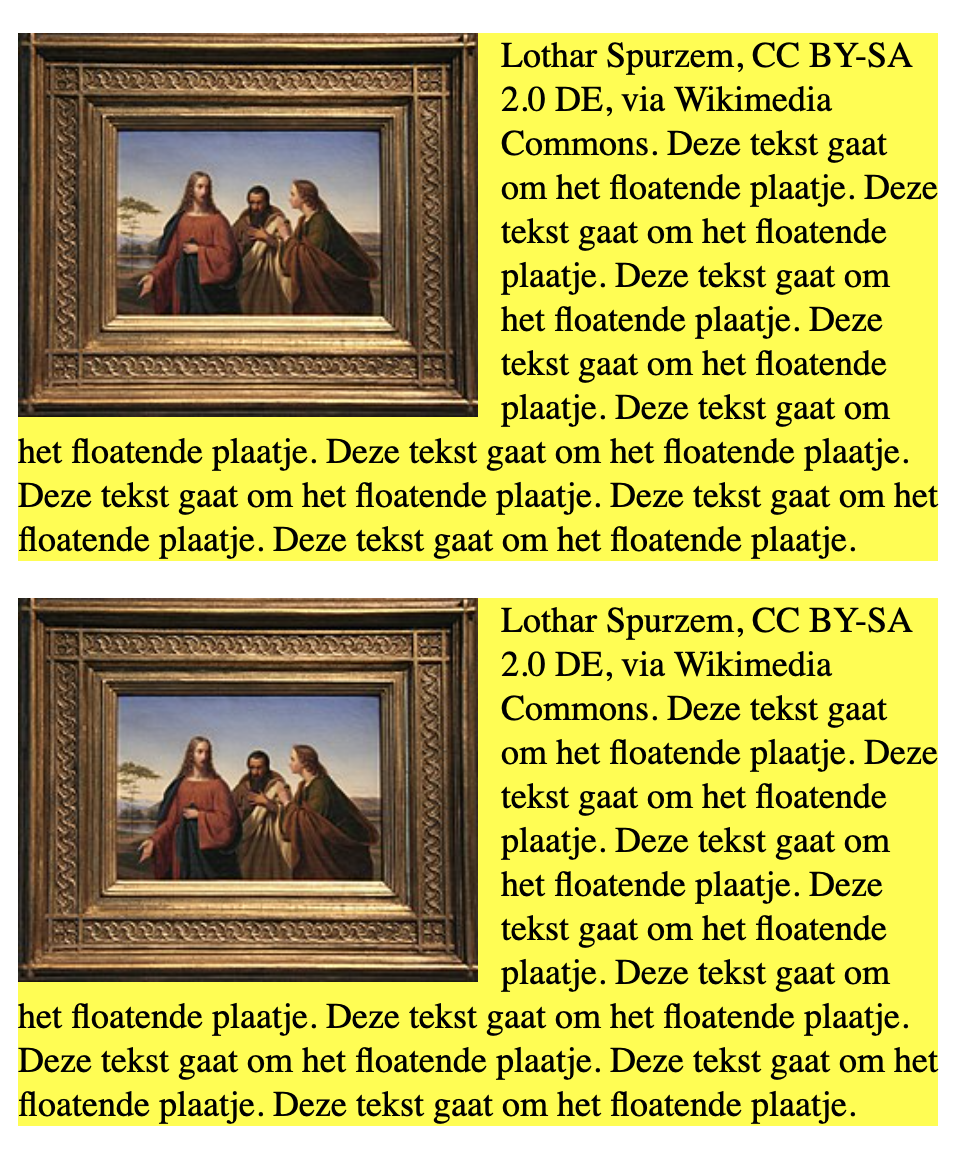 Lothar Spurzem, CC BY-SA
2.0 DE, via Wikimedia
Commons. Deze tekst gaat
om het floatende plaatje. Deze
tekst gaat om het floatende
plaatje. Deze tekst gaat om
het floatende plaatje. Deze
tekst gaat om het floatende
plaatje. Deze tekst gaat om
het floatende plaatje. Deze tekst gaat om het floatende plaatje.
Deze tekst gaat om het floatende plaatje. Deze tekst gaat om het
floatende plaatje. Deze tekst gaat om het floatende plaatje.
Lothar Spurzem, CC BY-SA
2.0 DE, via Wikimedia
Commons. Deze tekst gaat
om het floatende plaatje. Deze
tekst gaat om het floatende
plaatje. Deze tekst gaat om
het floatende plaatje. Deze
tekst gaat om het floatende
plaatje. Deze tekst gaat om
het floatende plaatje. Deze tekst gaat om het floatende plaatje.
Deze tekst gaat om het floatende plaatje. Deze tekst gaat om het
floatende plaatje. Deze tekst gaat om het floatende plaatje.